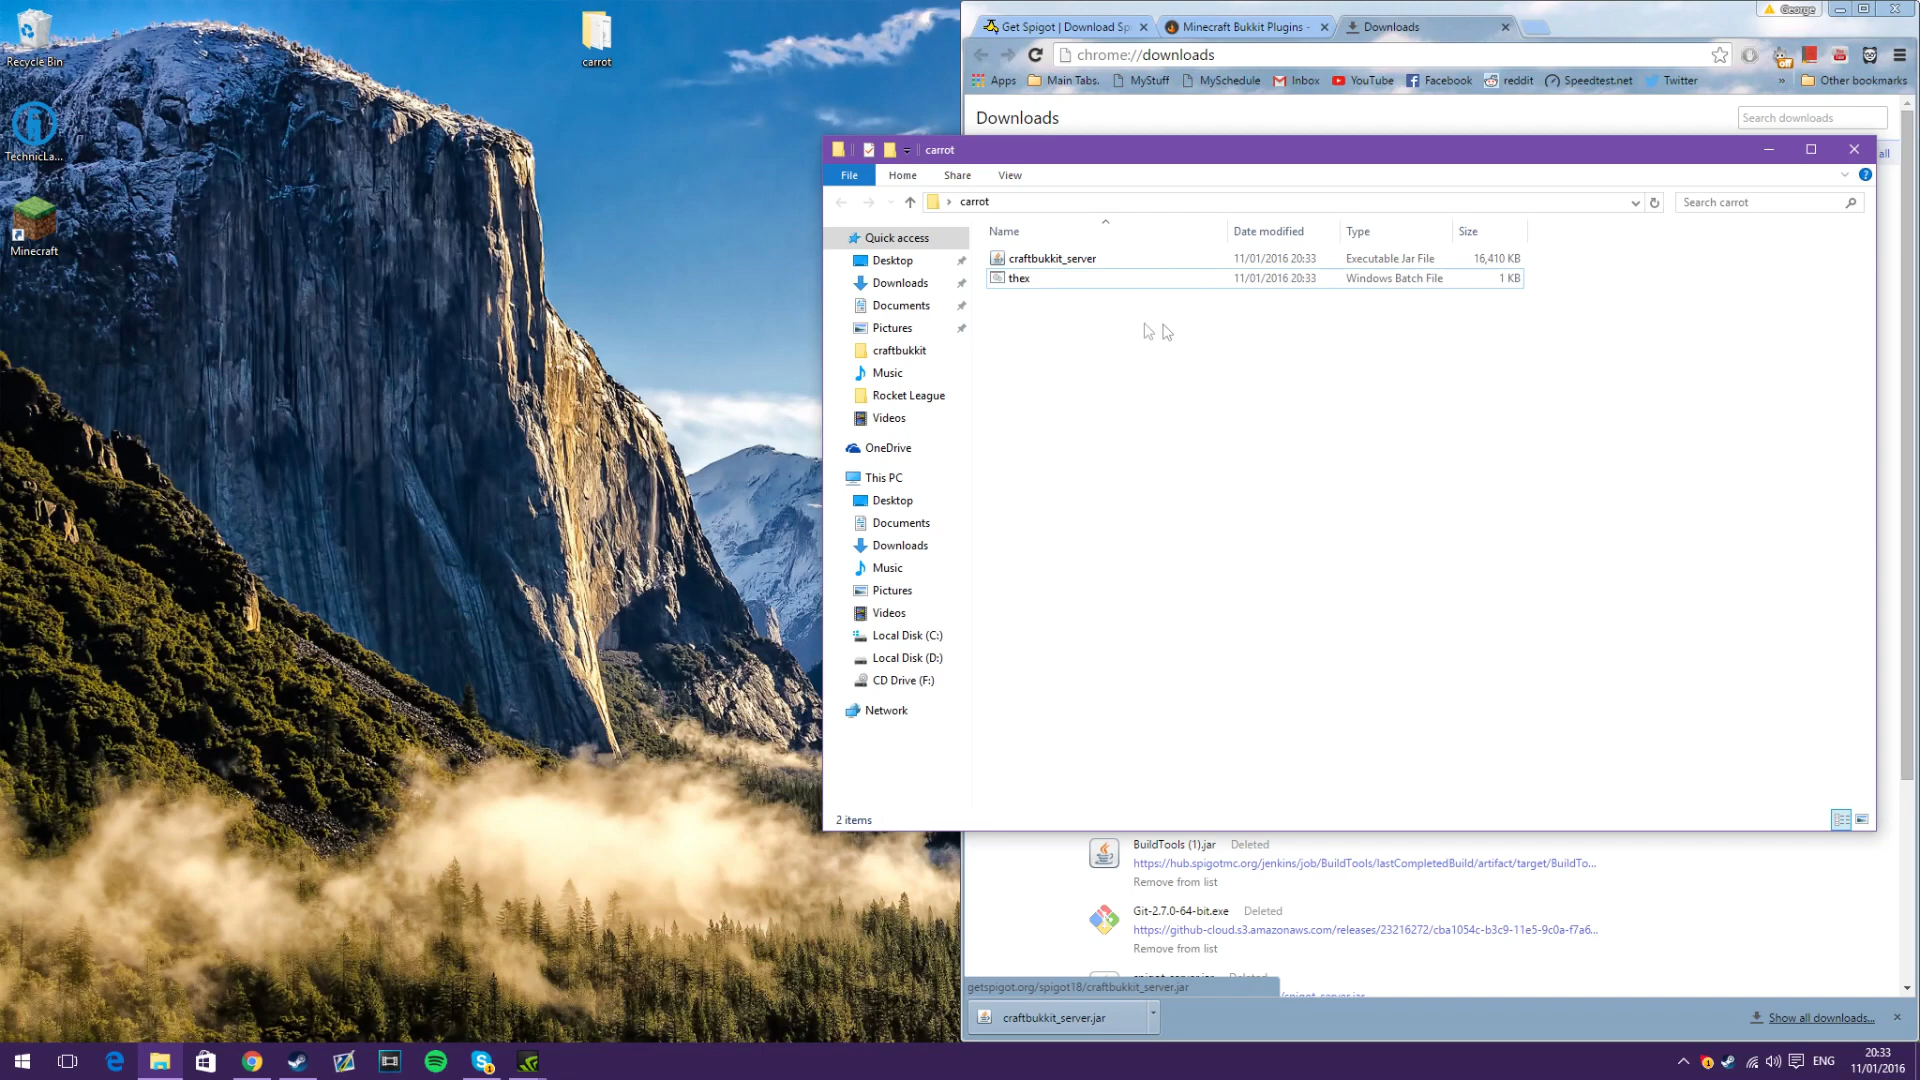 Recycle Bin
TechnicLa...
Minecraft
carrot
Get Spigot | Download Sp
Minecraft Bukkit Plugins -
Downloads
George
chrome://downloads
off
Apps
Main Tabs.
MyStuff
MySchedule
Inbox
YouTube
Facebook
reddit
Speedtest.net
Twitter
»
Other bookmarks
Downloads
Search downloads
all
carrot
File
Home
Share
View
carrot
Search carrot
Name
Date modified
Type
Size
craftbukkit_server
11/01/2016 20:33
Executable Jar File
16,410 KB
thex
11/01/2016 20:33
Windows Batch File
1 KB
Quick access
Desktop
Downloads
Documents
Pictures
craftbukkit
Music
Rocket League
Videos
OneDrive
This PC
Desktop
Documents
Downloads
Music
Pictures
Videos
Local Disk (C:)
Local Disk (D:)
CD Drive (F:)
Network
2 items
BuildTools (1).jar Deleted
https://hub.spigotmc.org/jenkins/job/BuildTools/lastCompletedBuild/artifact/target/BuildTo...
Remove from list
Git-2.7.0-64-bit.exe Deleted
https://github-cloud.s3.amazonaws.com/releases/23216272/cba1054c-b3c9-11e5-9c0a-f7a6...
Remove from list
spigot-server.jar Deleted
/spigot_server.jar
getspigot.org/spigot18/craftbukkit_server.jar
craftbukkit_server.jar
Show all downloads...
ENG
20:33
11/01/2016